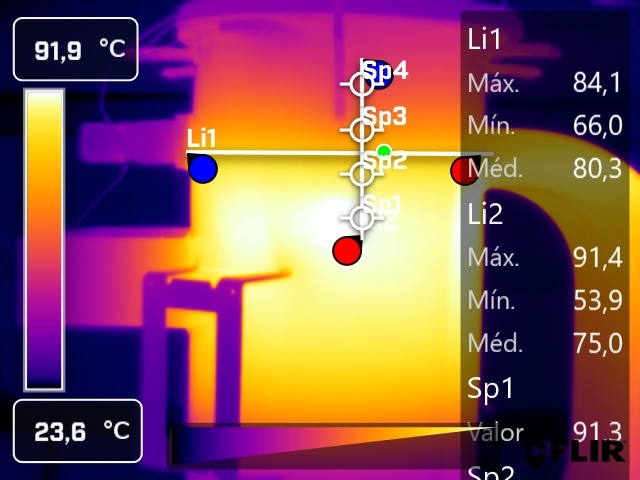 91,9 °C
Li1
Máx. 84,1
Mín. 66,0
Méd. 80,3
Li2
Máx. 91,4
Mín. 53,9
Méd. 75,0
Sp1
Valor 91,3
Sp2
Sp4
Sp3
Li1
Sp2
Sp1
23,6 °C
FLIR